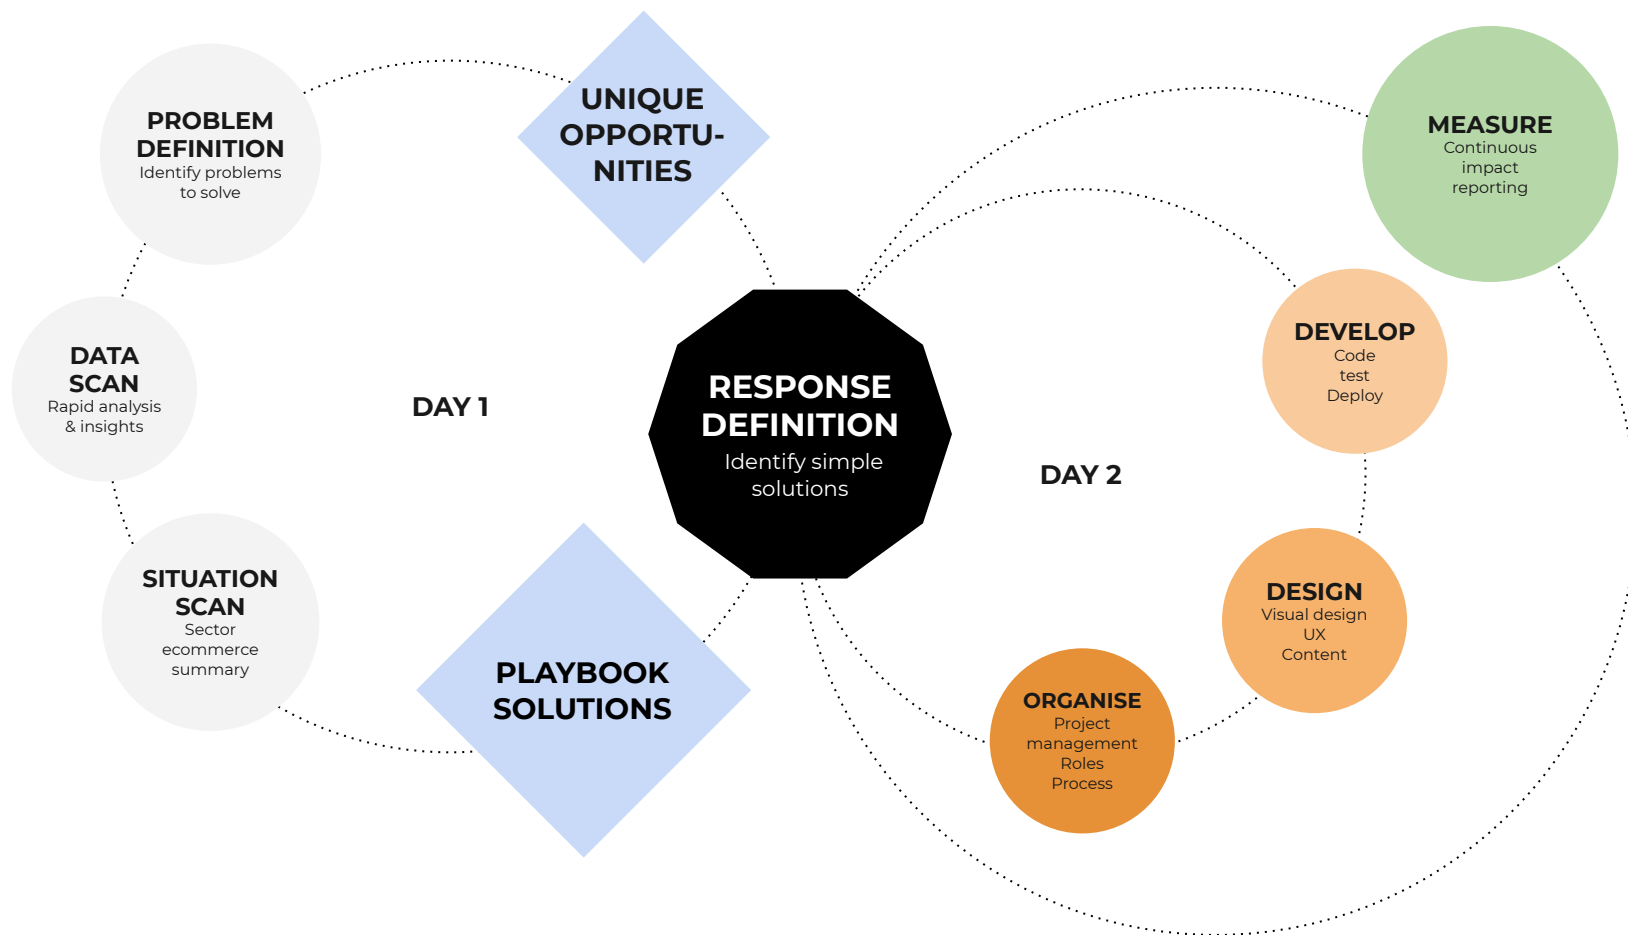 PROBLEM
DEFINITION
Identify problems
to solve
UNIQUE
OPPORTU-
NITIES
MEASURE
Continuous
impact
reporting
DATA
SCAN
Rapid analysis
& insights
DAY 1
RESPONSE
DEFINITION
Identify simple
solutions
DAY 2
DEVELOP
Code
test
Deploy
SITUATION
SCAN
Sector
ecommerce
summary
PLAYBOOK
SOLUTIONS
ORGANISE
Project
management
Roles
Process
DESIGN
Visual design
UX
Content